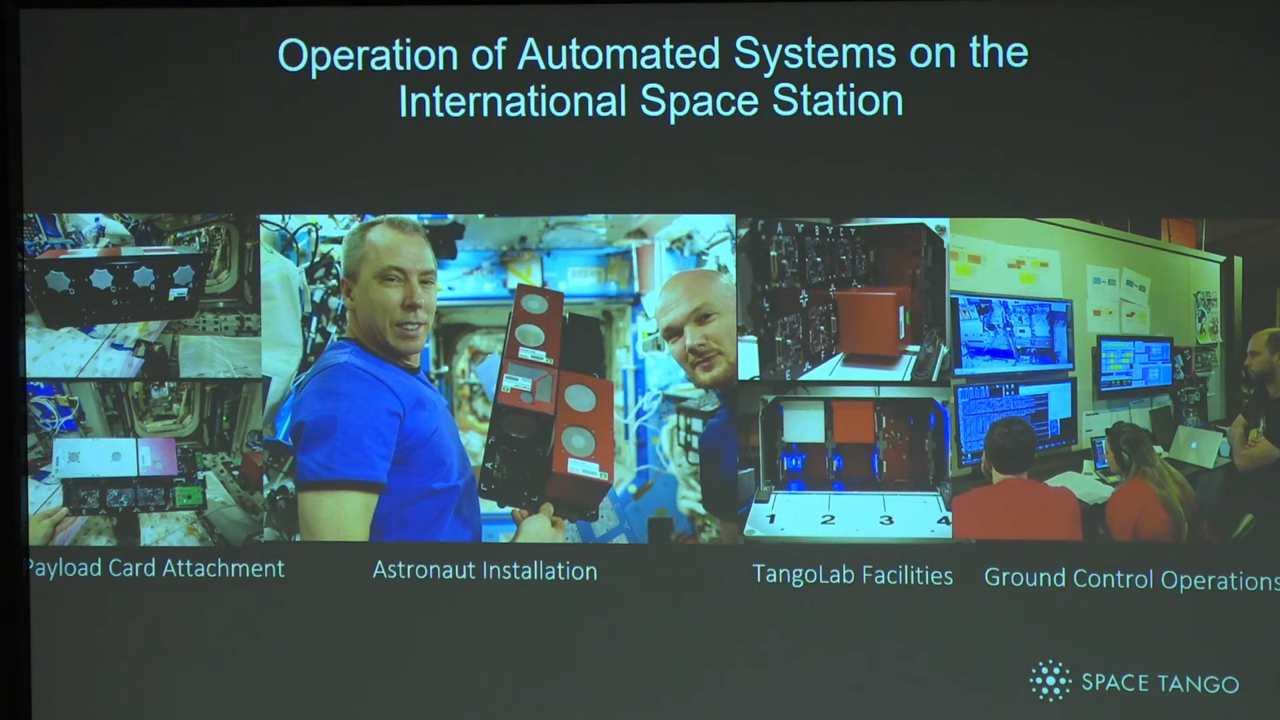 Operation of Automated Systems on the
International Space Station
1 2 3 4
Payload Card Attachment
Astronaut Installation
TangoLab Facilities
Ground Control Operations
SPACE TANGO